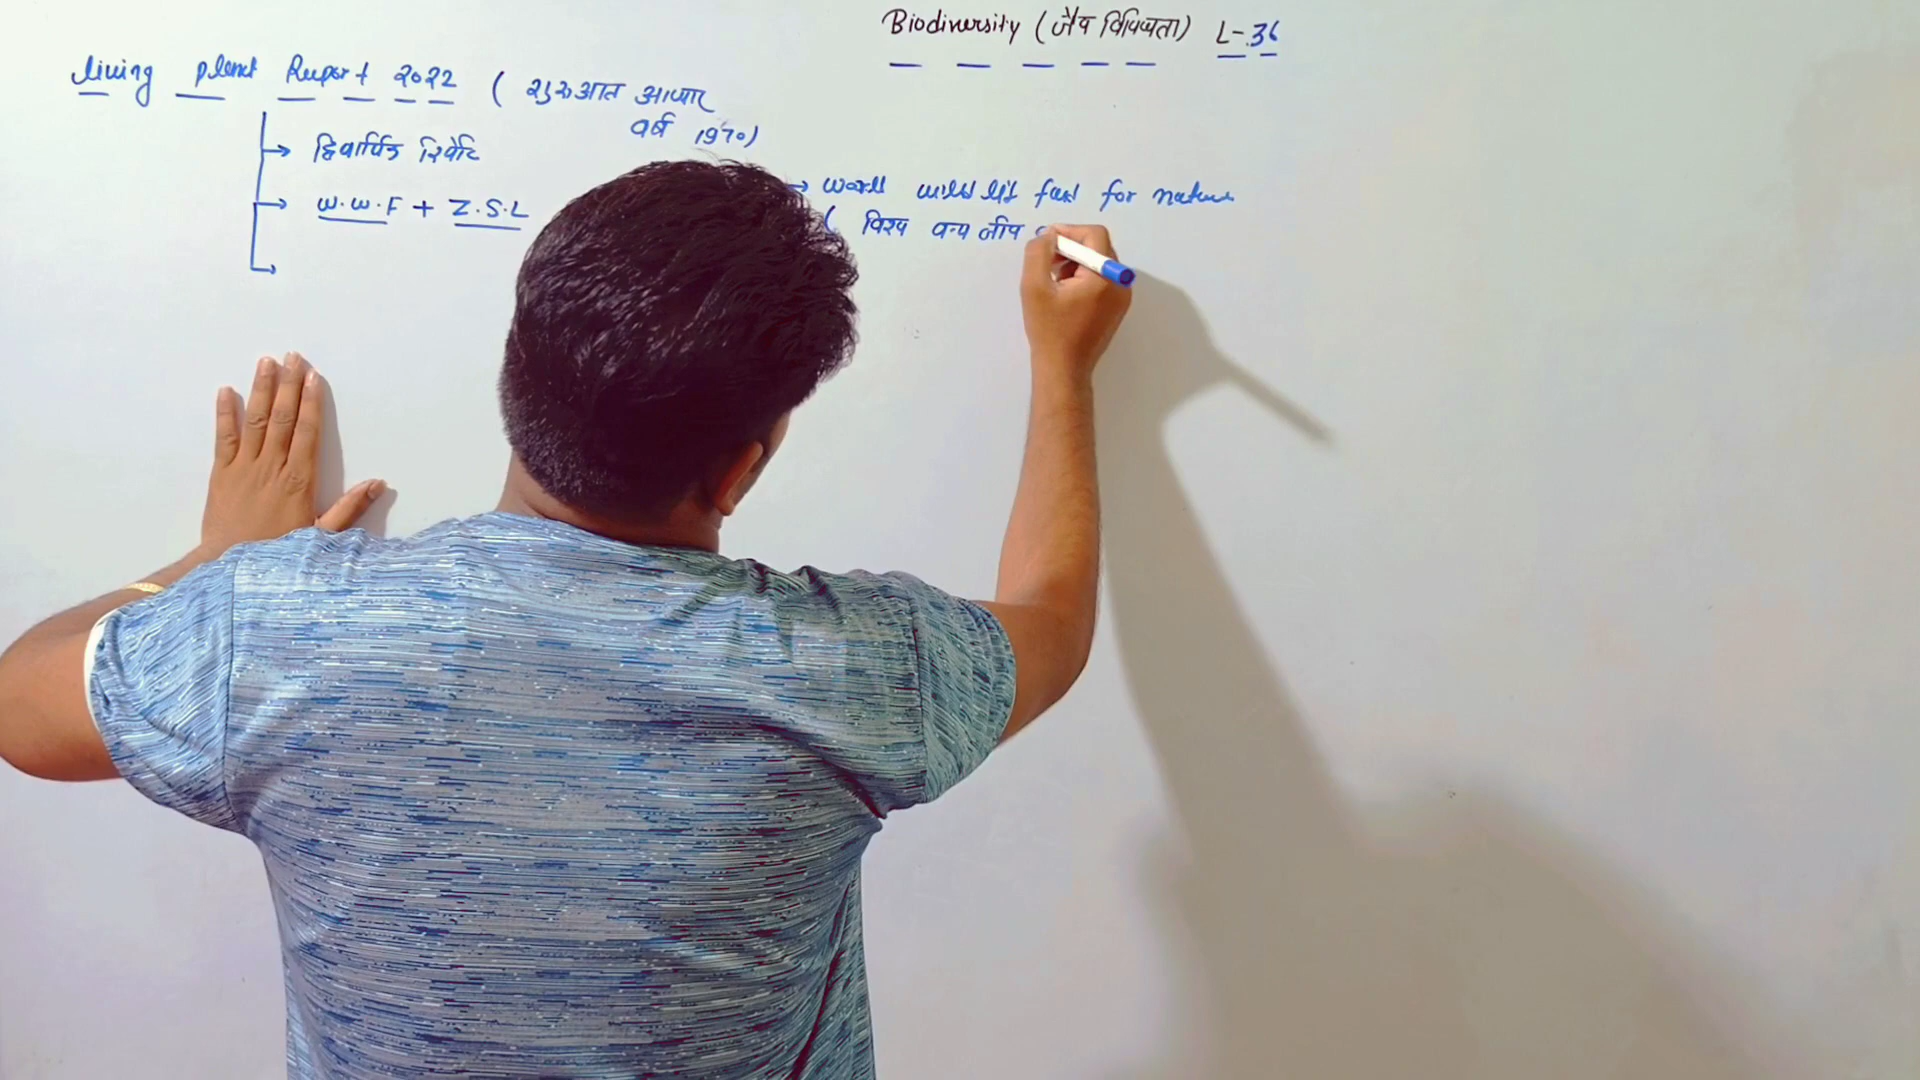 Biodiversity (जैव विविधता) L-36
living planet Report 2022 ( शुरुआत आधार
वर्ष 1970)
→ द्विवार्षिक रिपोर्ट
→ W.W.F + Z.S.L
→ world wild life fund for nature
( विश्व वन्य जीव